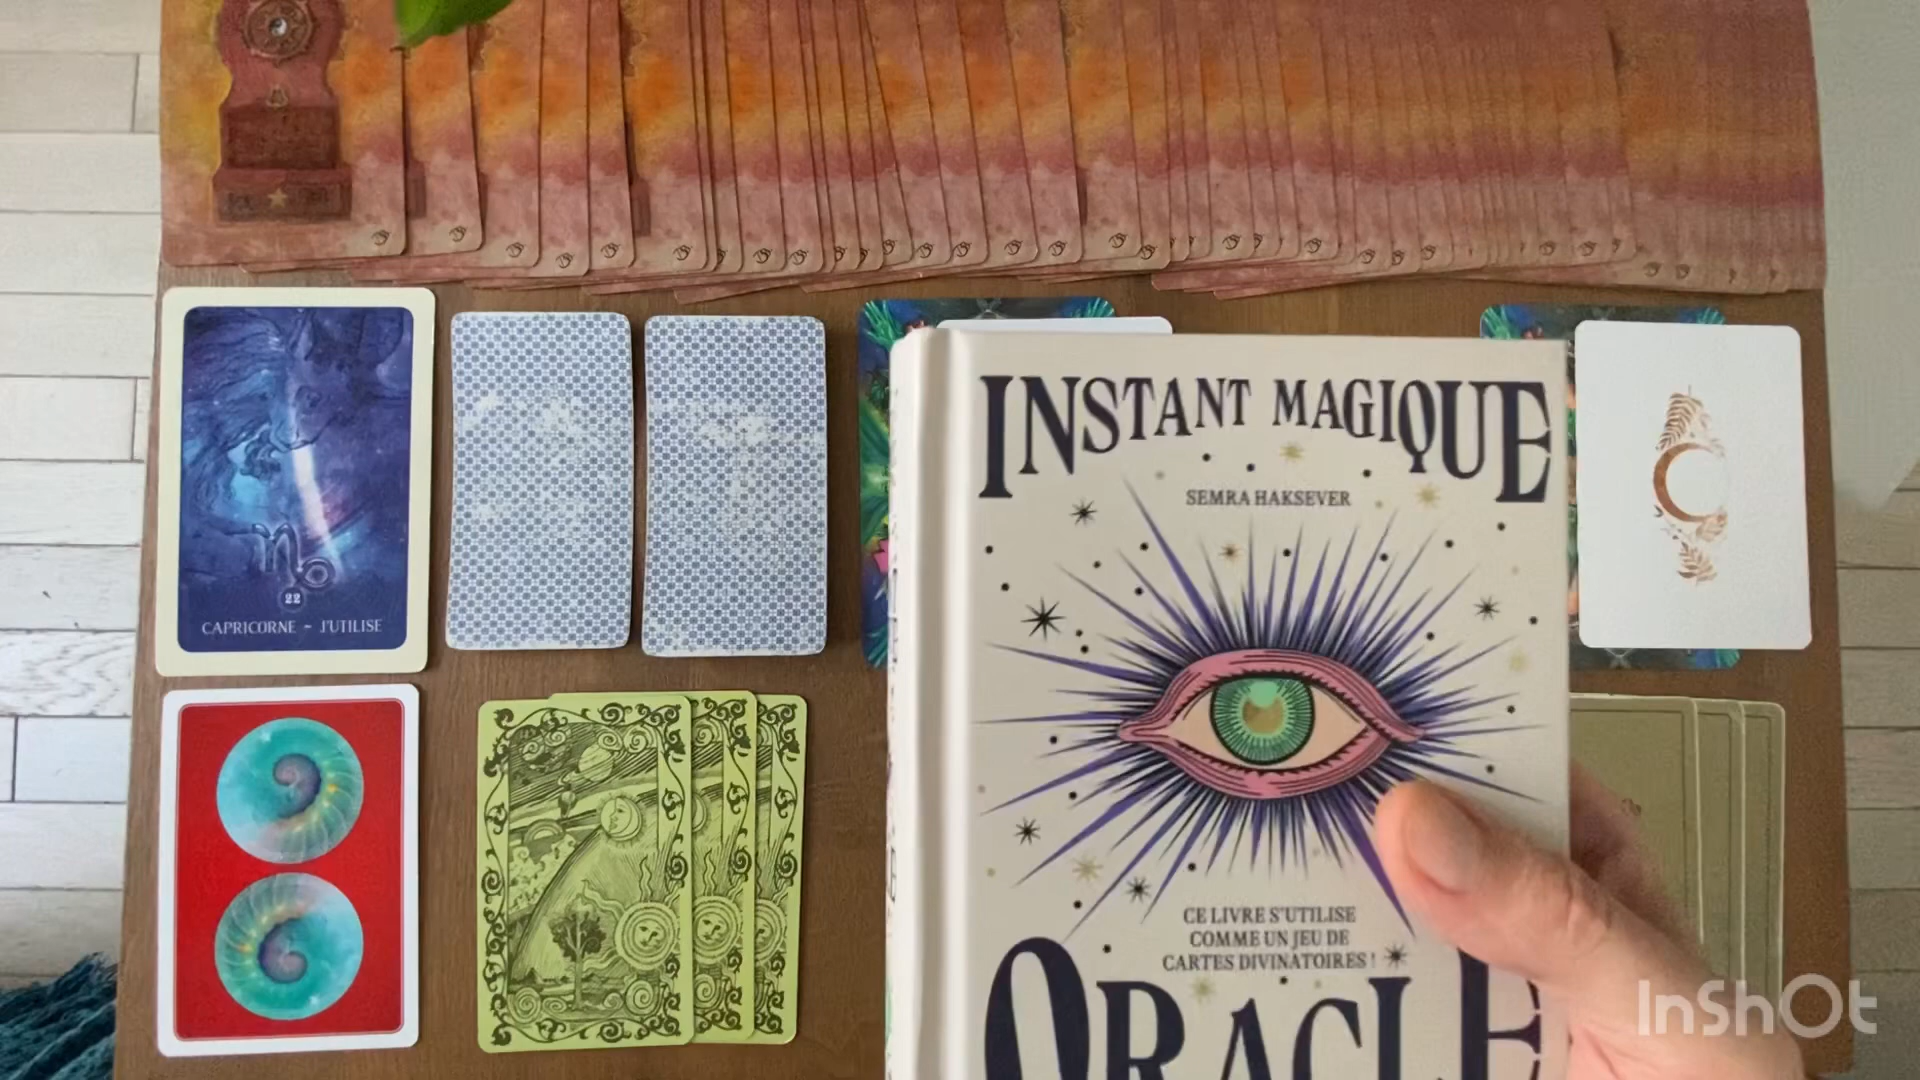 INSTANT MAGIQUE
SEMRA HAKSEVER
22
CAPRICORNE - J'UTILISE
CE LIVRE S'UTILISE
COMME UN JEU DE
CARTES DIVINATOIRES !
ORACLE
InShOt